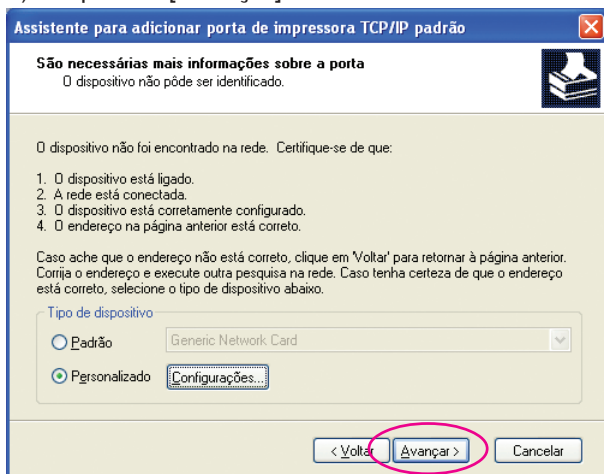 Assistente para adicionar porta de impressora TCP/IP padrão
São necessárias mais informações sobre a porta
O dispositivo não pôde ser identificado.
O dispositivo não foi encontrado na rede. Certifique-se de que:
1. O dispositivo está ligado.
2. A rede está conectada.
3. O dispositivo está corretamente configurado.
4. O endereço na página anterior está correto.
Caso ache que o endereço não está correto, clique em 'Voltar' para retornar à página anterior.
Corrija o endereço e execute outra pesquisa na rede. Caso tenha certeza de que o endereço
está correto, selecione o tipo de dispositivo abaixo.
Tipo de dispositivo
Padrão Generic Network Card
Personalizado Configurações...
< Voltar Avançar > Cancelar